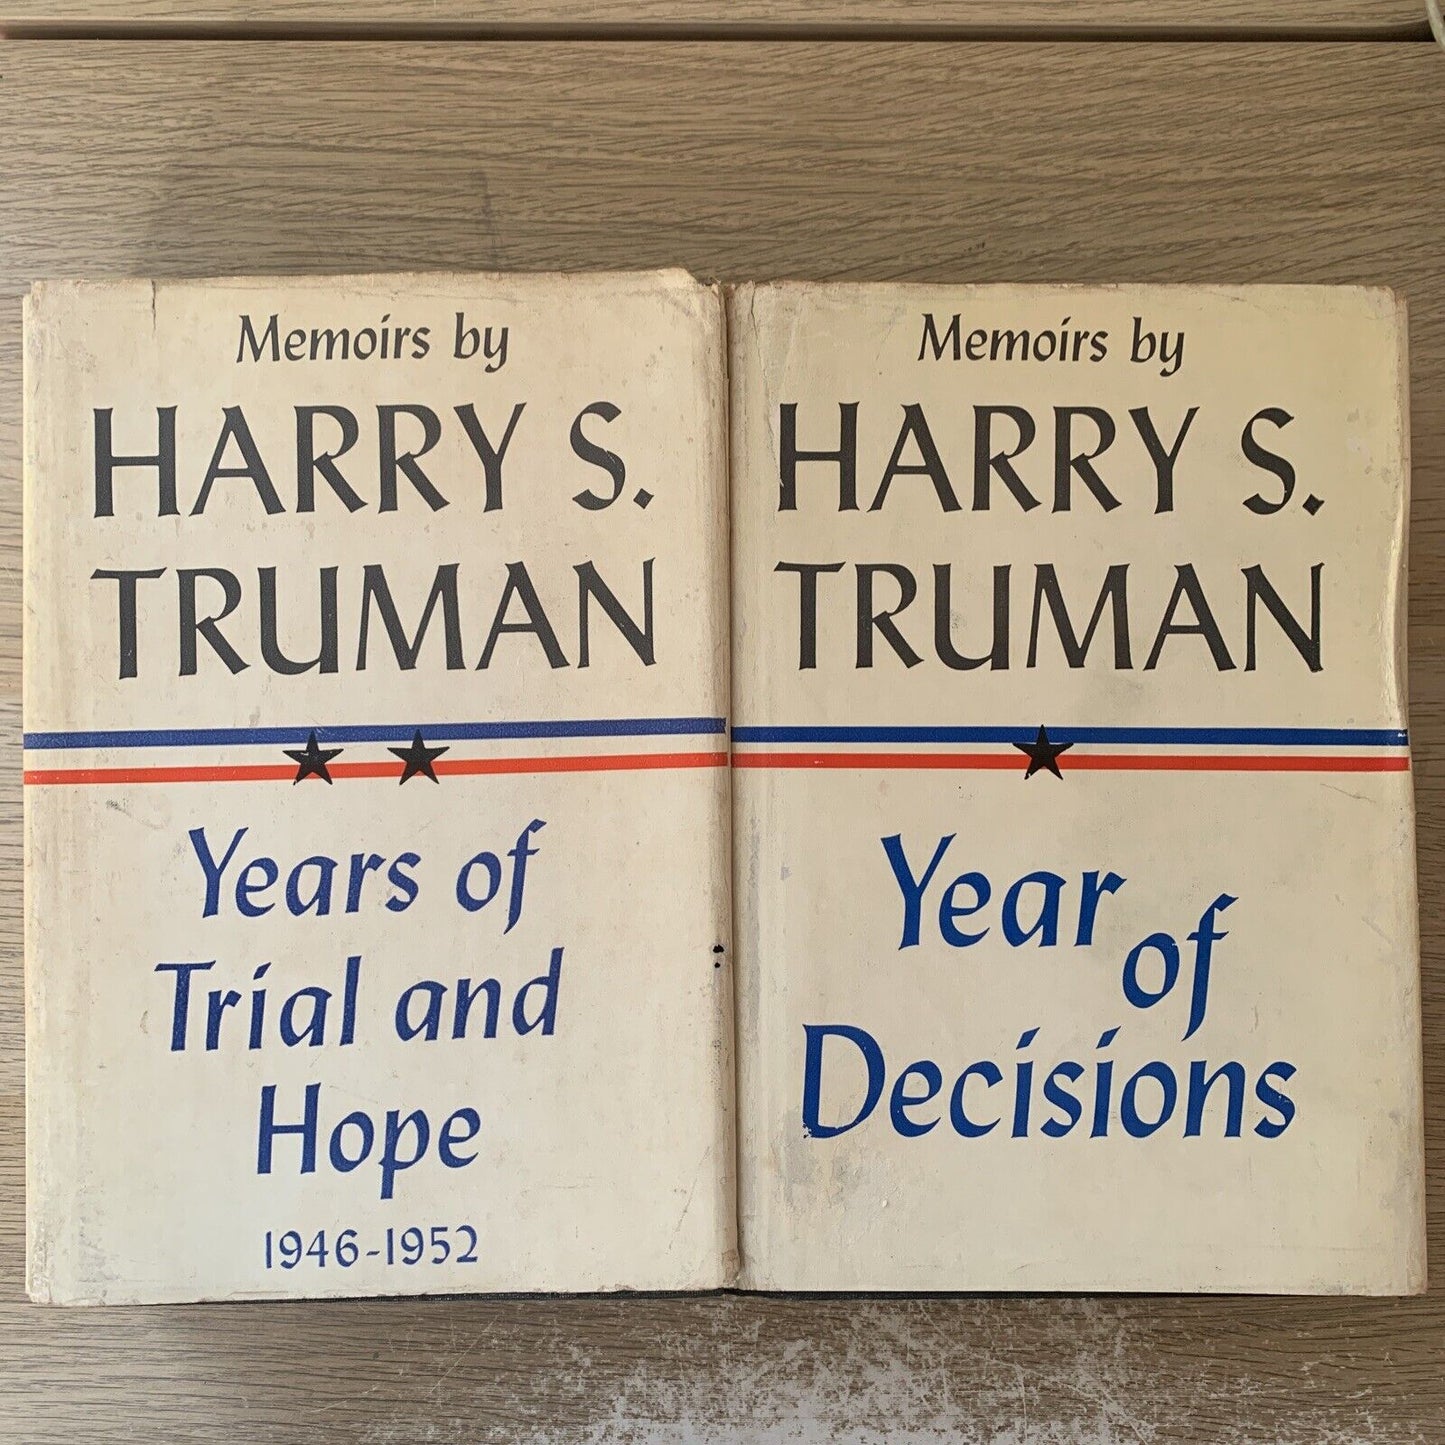 Memoirs by
HARRY S.
TRUMAN
Years of
Trial and
Hope
1946-1952
Memoirs by
HARRY S.
TRUMAN
Year
of
Decisions